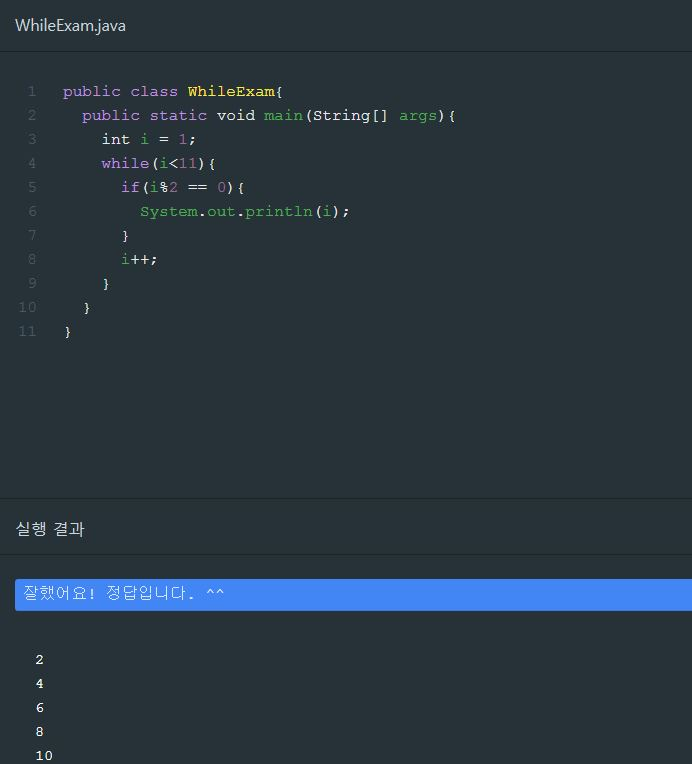 WhileExam.java
1 public class WhileExam{
2   public static void main(String[] args){
3     int i = 1;
4     while(i<11){
5       if(i%2 == 0){
6         System.out.println(i);
7       }
8       i++;
9     }
10   }
11 }
실행 결과
잘했어요! 정답입니다. ^^
2
4
6
8
10